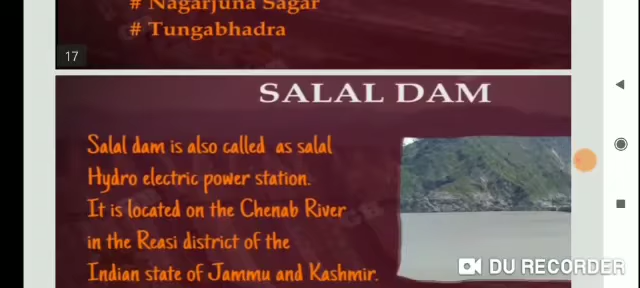 # Nagarjuna Sagar
# Tungabhadra
17
SALAL DAM
Salal dam is also called as salal
Hydro electric power station.
It is located on the Chenab River
in the Reasi district of the
Indian state of Jammu and Kashmir.
DU RECORDER